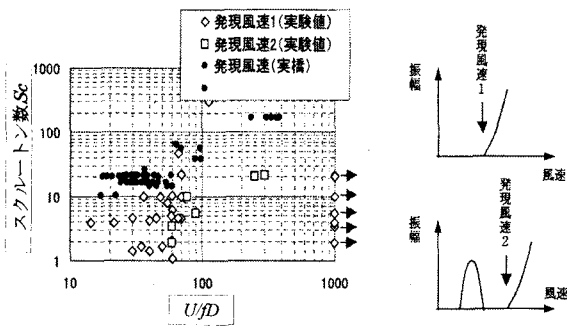 ◇ 発現風速1(実験値)
□ 発現風速2(実験値)
● 発現風速(実橋)
●
スクルートン数Sc
1000
100
10
1
10
100
1000
U/fD
振幅
発現風速1
風速
振幅
発現風速2
風速